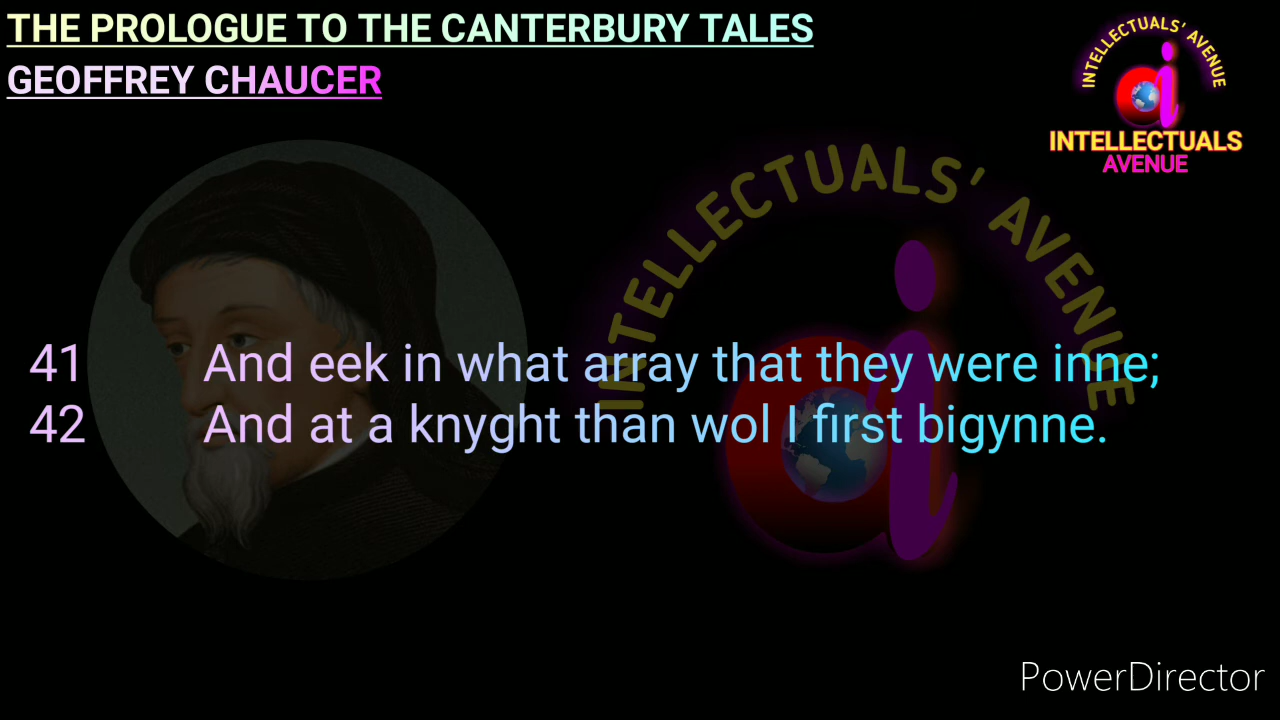 THE PROLOGUE TO THE CANTERBURY TALES
GEOFFREY CHAUCER
INTELLECTUALS' AVENUE
INTELLECTUALS
AVENUE
INTELLECTUALS' AVENUE
41 And eek in what array that they were inne;
42 And at a knyght than wol I first bigynne.
PowerDirector